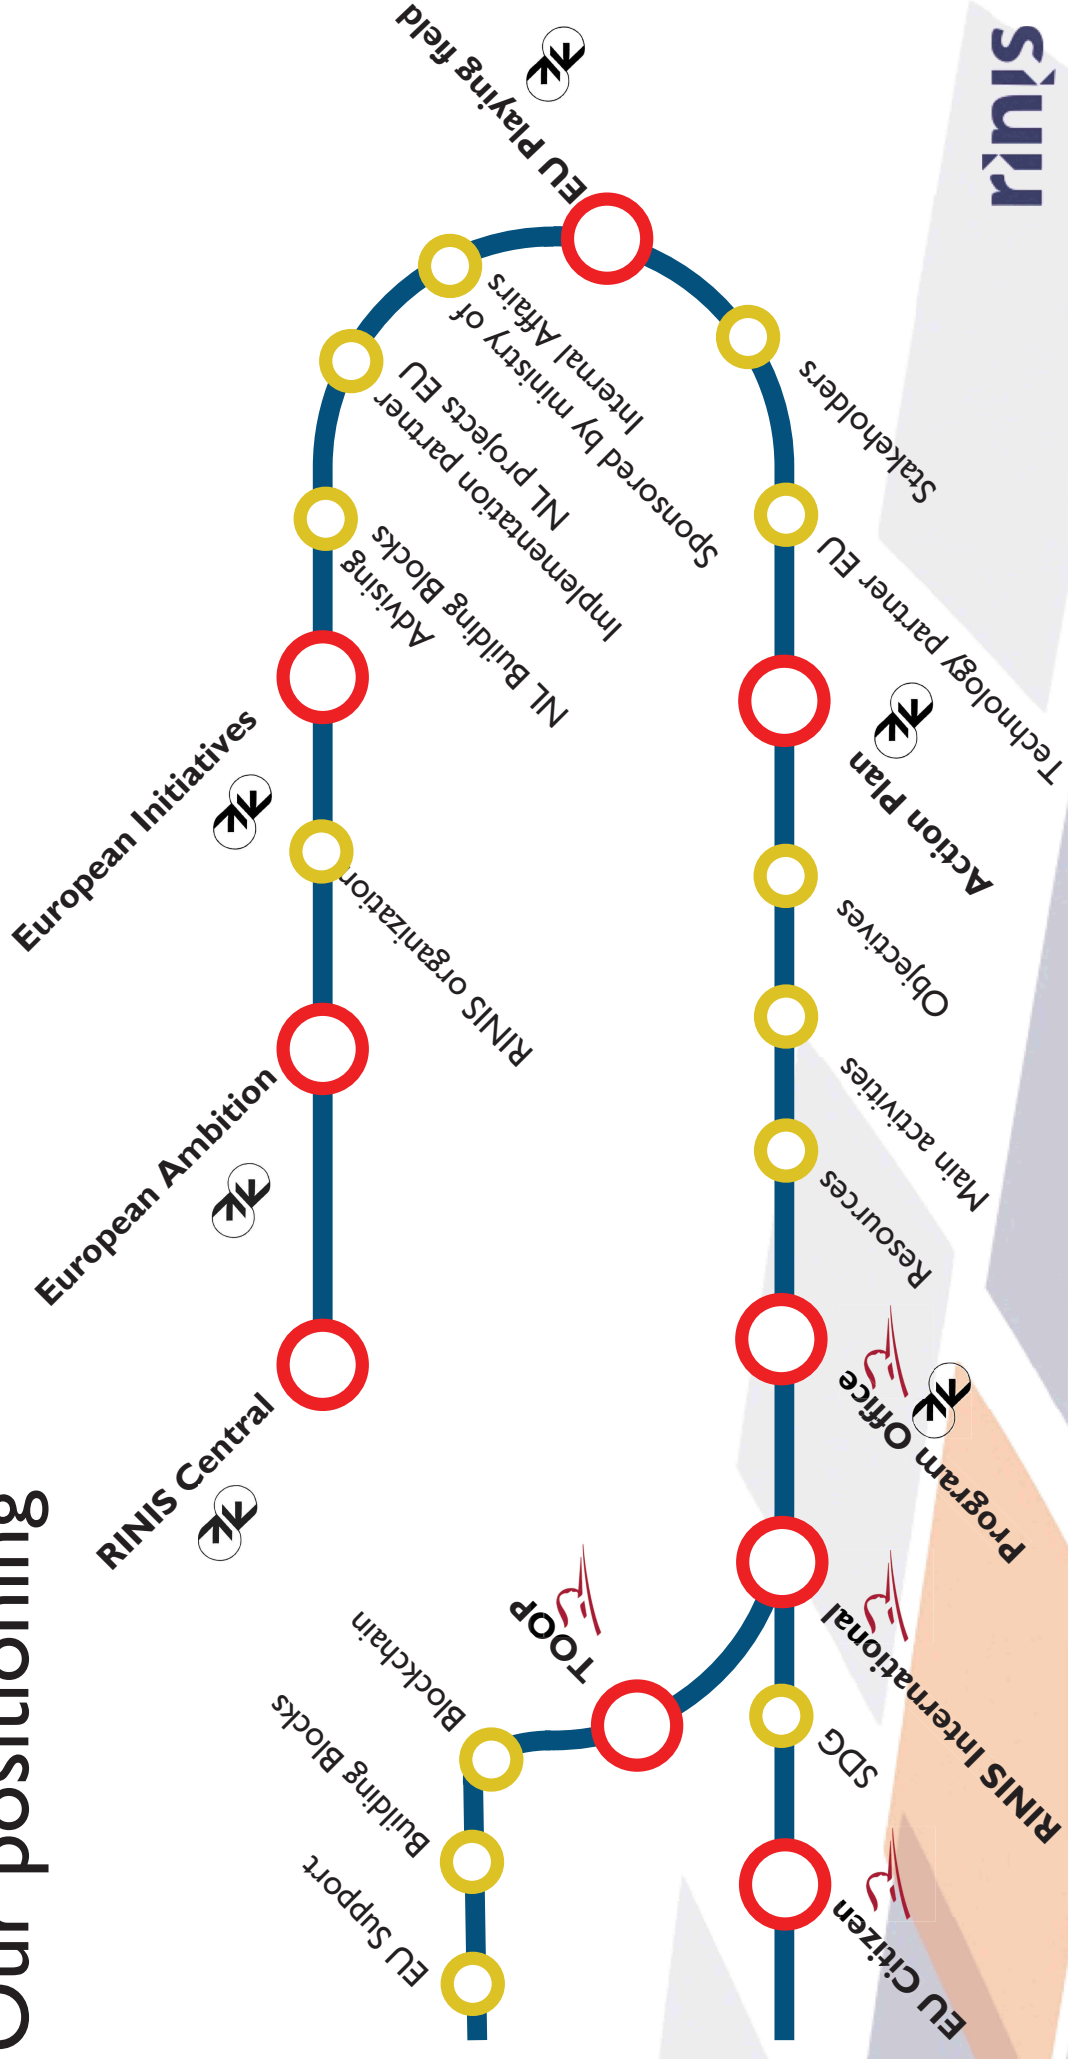 Our positioning
RINIS Central
European Ambition
RINIS organization
European Initiatives
Advising
NL Building Blocks
Implementation partner
NL projects EU
Sponsored by ministry of
Internal Affairs
EU Playing field
Stakeholders
Technology partner EU
Action Plan
Objectives
Main activities
Resources
Program Office
RINIS International
TOOP
Blockchain
Building Blocks
EU Support
SDG
EU Citizen
rinis